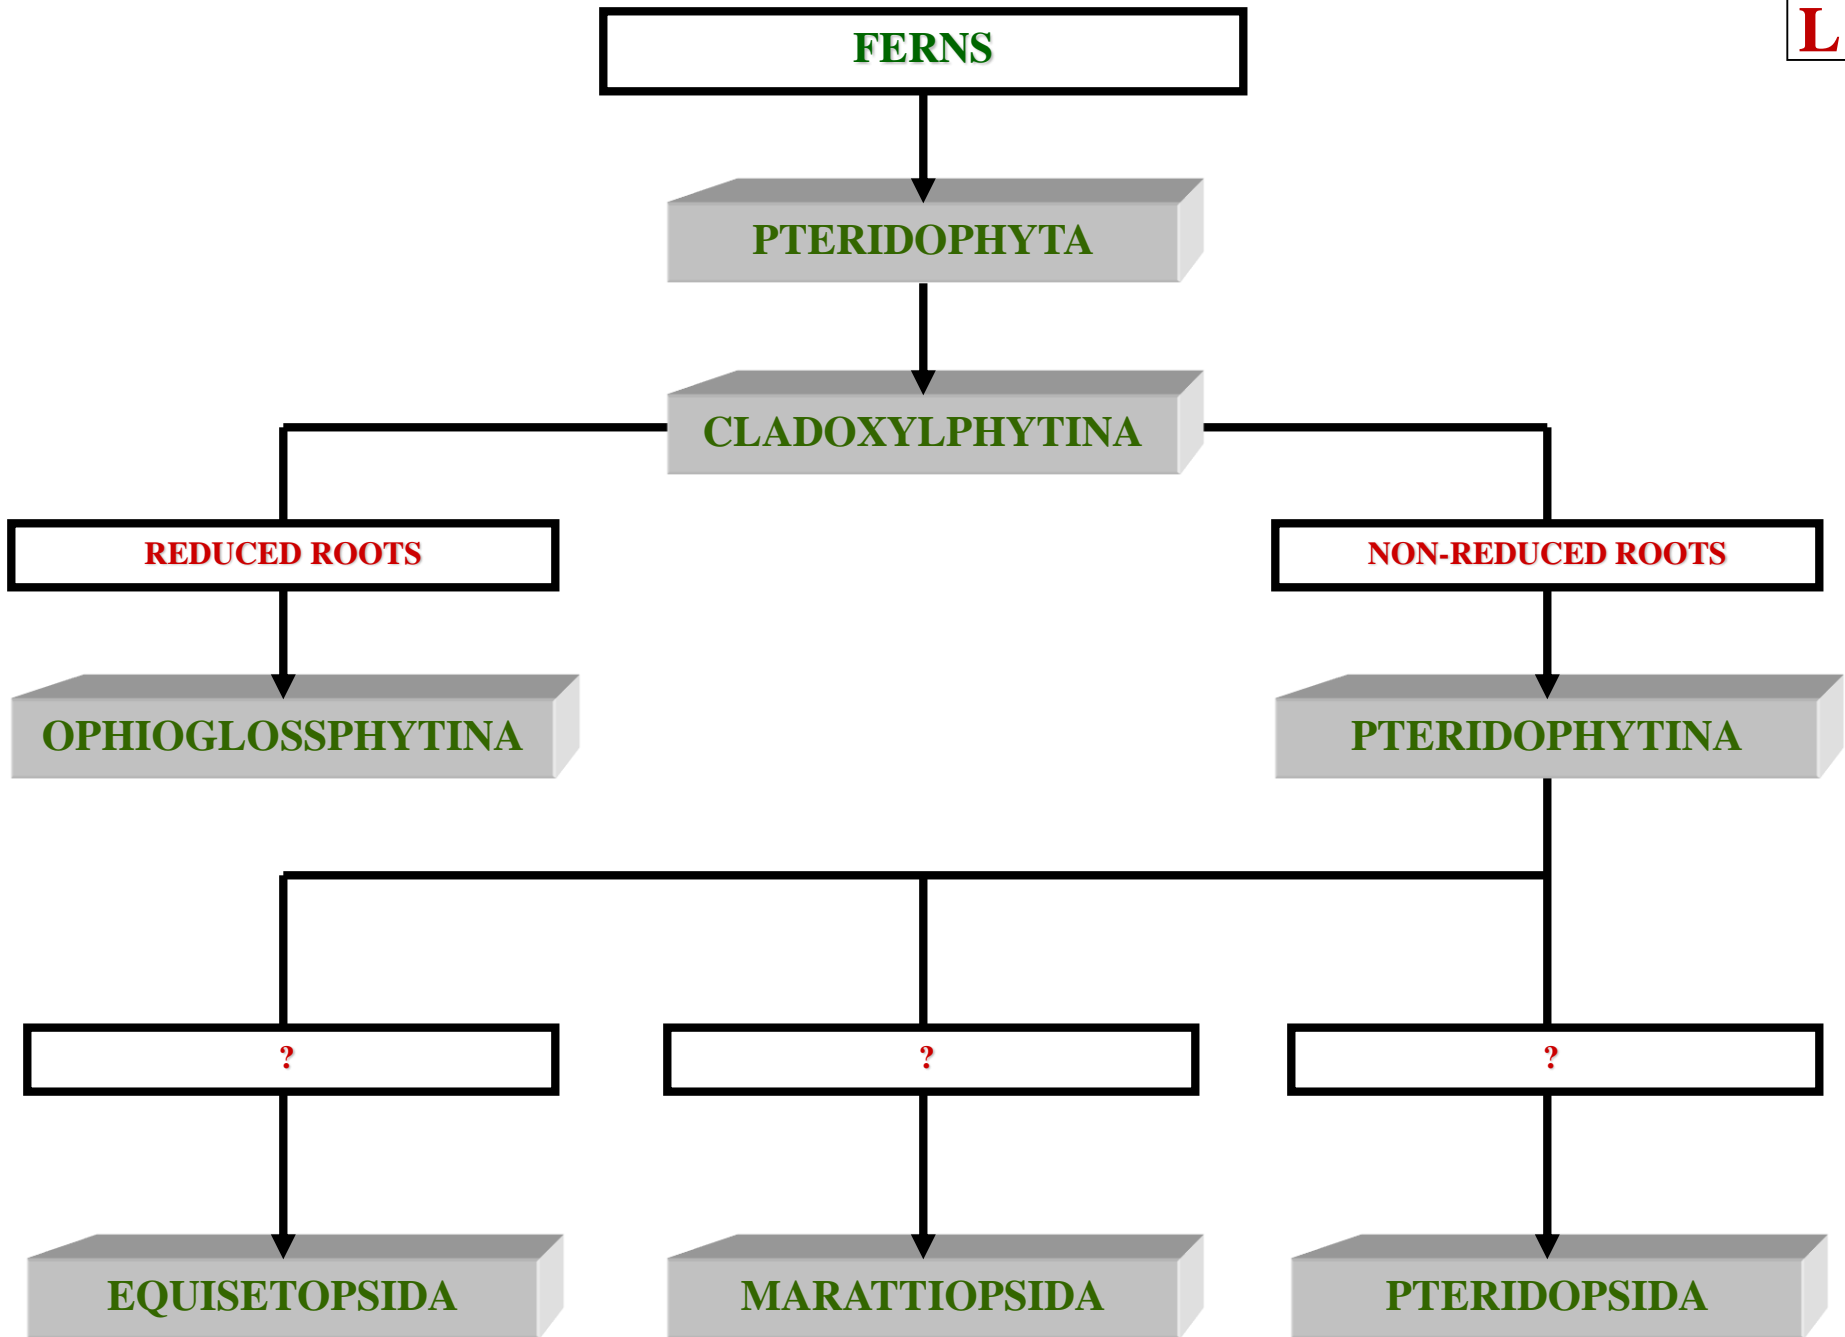 FERNS
L
PTERIDOPHYTA
CLADOXYLPHYTINA
REDUCED ROOTS
NON-REDUCED ROOTS
OPHIOGLOSSPHYTINA
PTERIDOPHYTINA
?
?
?
EQUISETOPSIDA
MARATTIOPSIDA
PTERIDOPSIDA